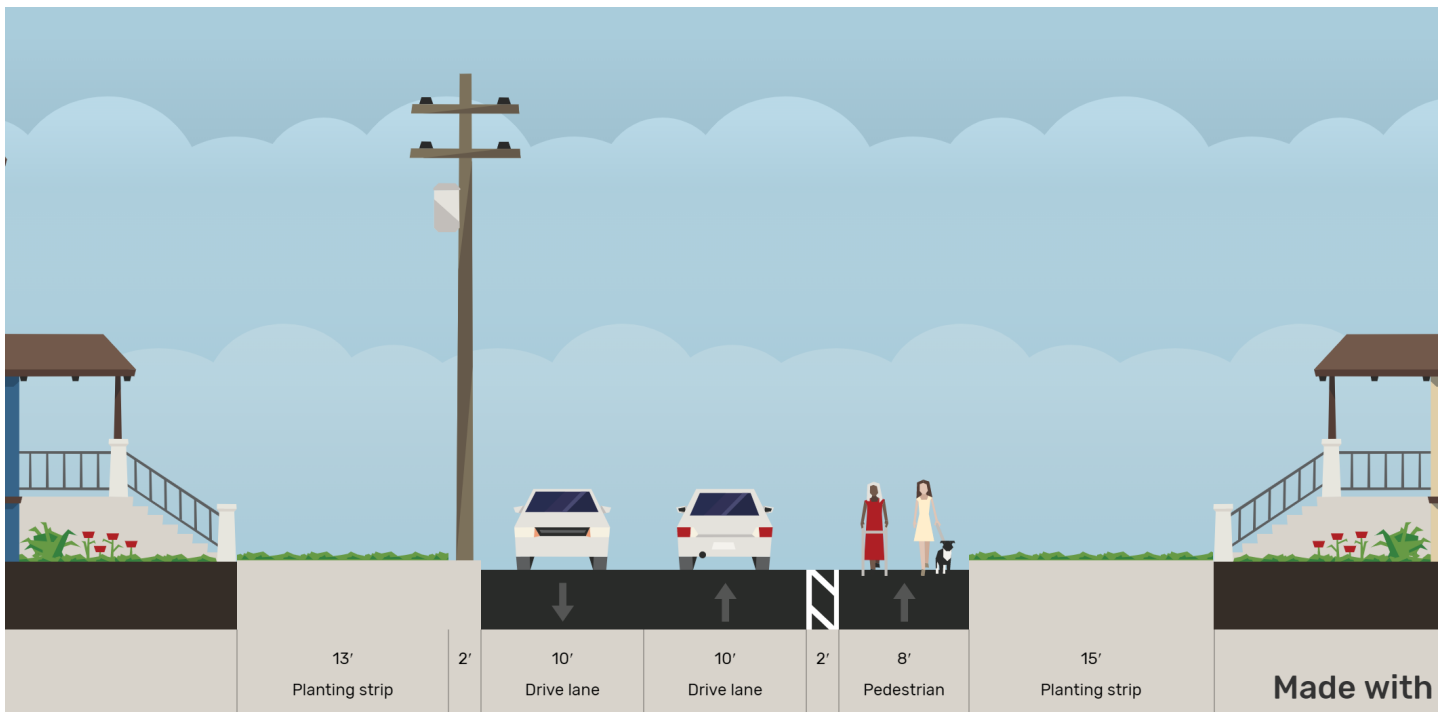 13′
2′
10′
10′
2′
8′
15′
Planting strip
Drive lane
Drive lane
Pedestrian
Planting strip
Made with